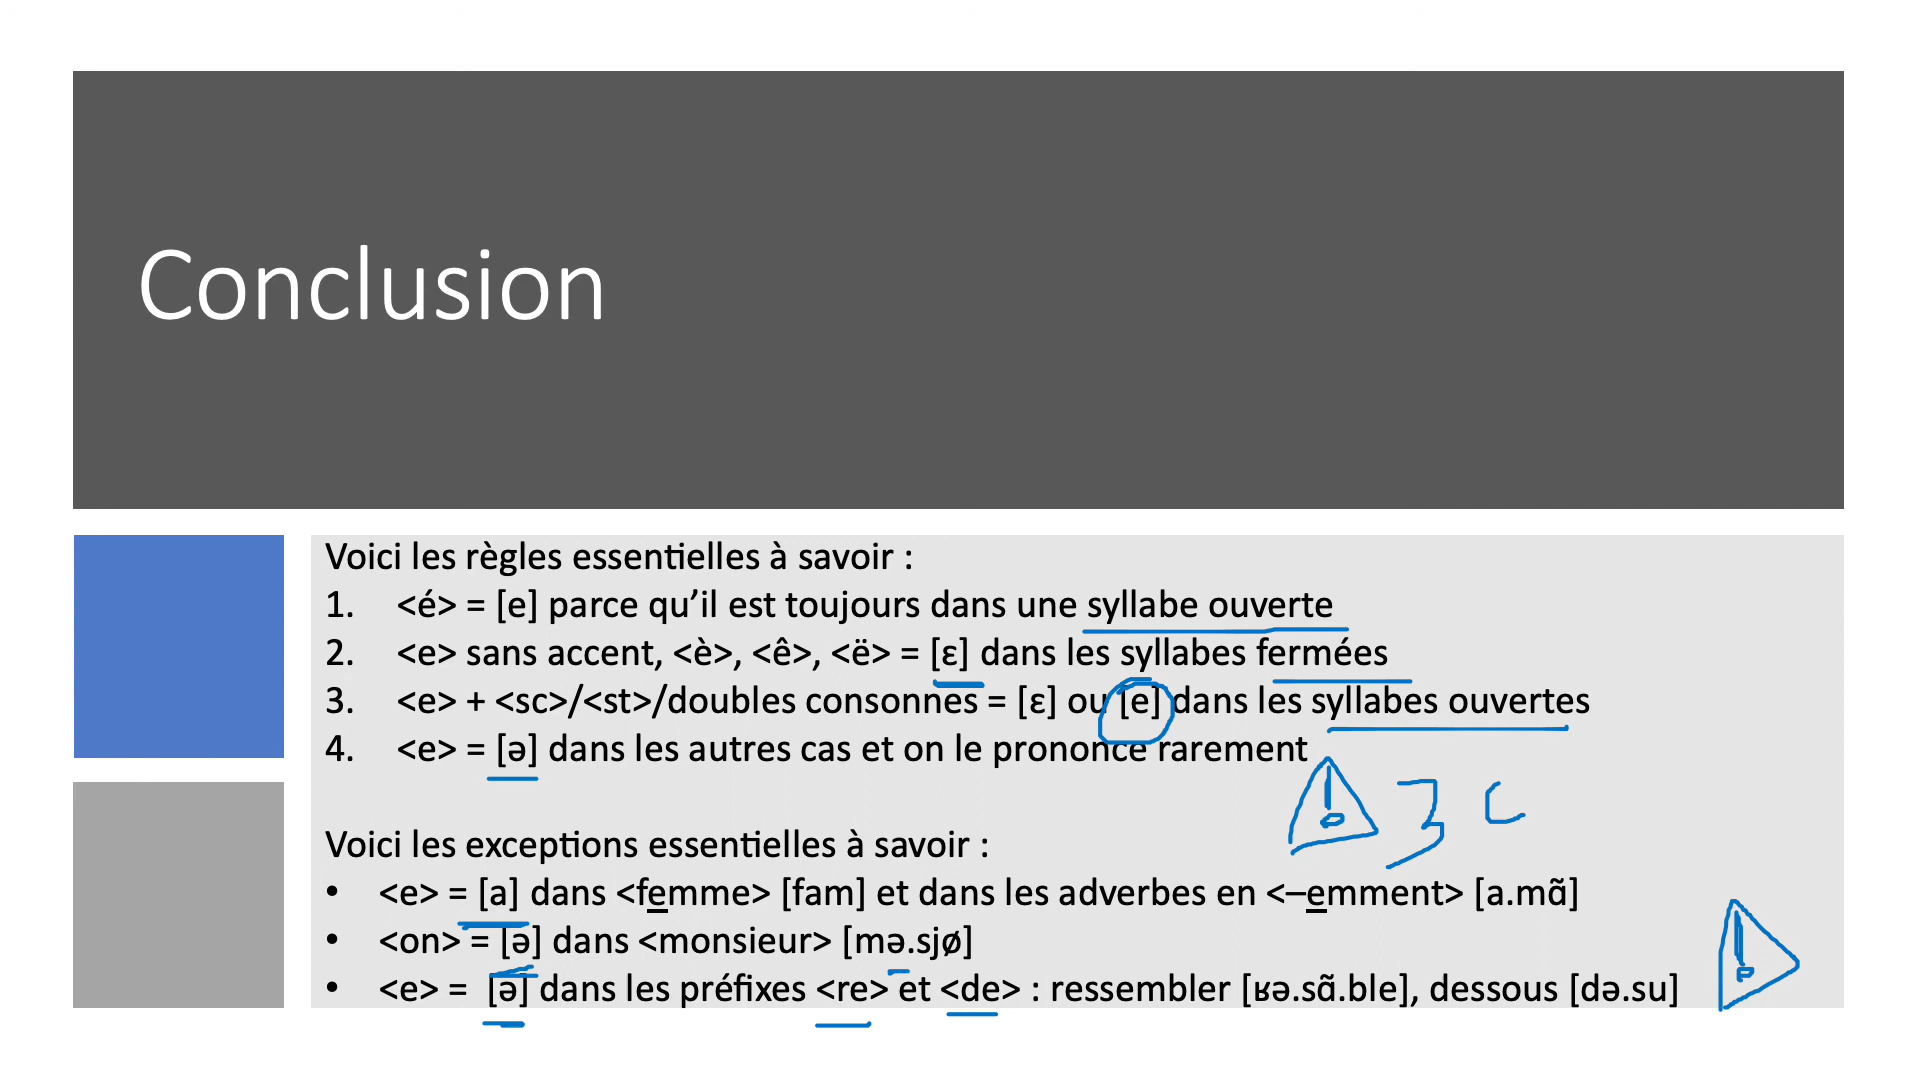 Conclusion
Voici les règles essentielles à savoir :
1. <é> = [e] parce qu’il est toujours dans une syllabe ouverte
2. <e> sans accent, <è>, <ê>, <ë> = [ɛ] dans les syllabes fermées
3. <e> + <sc>/<st>/doubles consonnes = [ɛ] ou [e] dans les syllabes ouvertes
4. <e> = [ə] dans les autres cas et on le prononce rarement
Voici les exceptions essentielles à savoir :
• <e> = [a] dans <femme> [fam] et dans les adverbes en <–emment> [a.mɑ̃]
• <on> = [ə] dans <monsieur> [mə.sjø]
• <e> = [ə] dans les préfixes <re> et <de> : ressembler [ʁə.sɑ̃.ble], dessous [də.su]